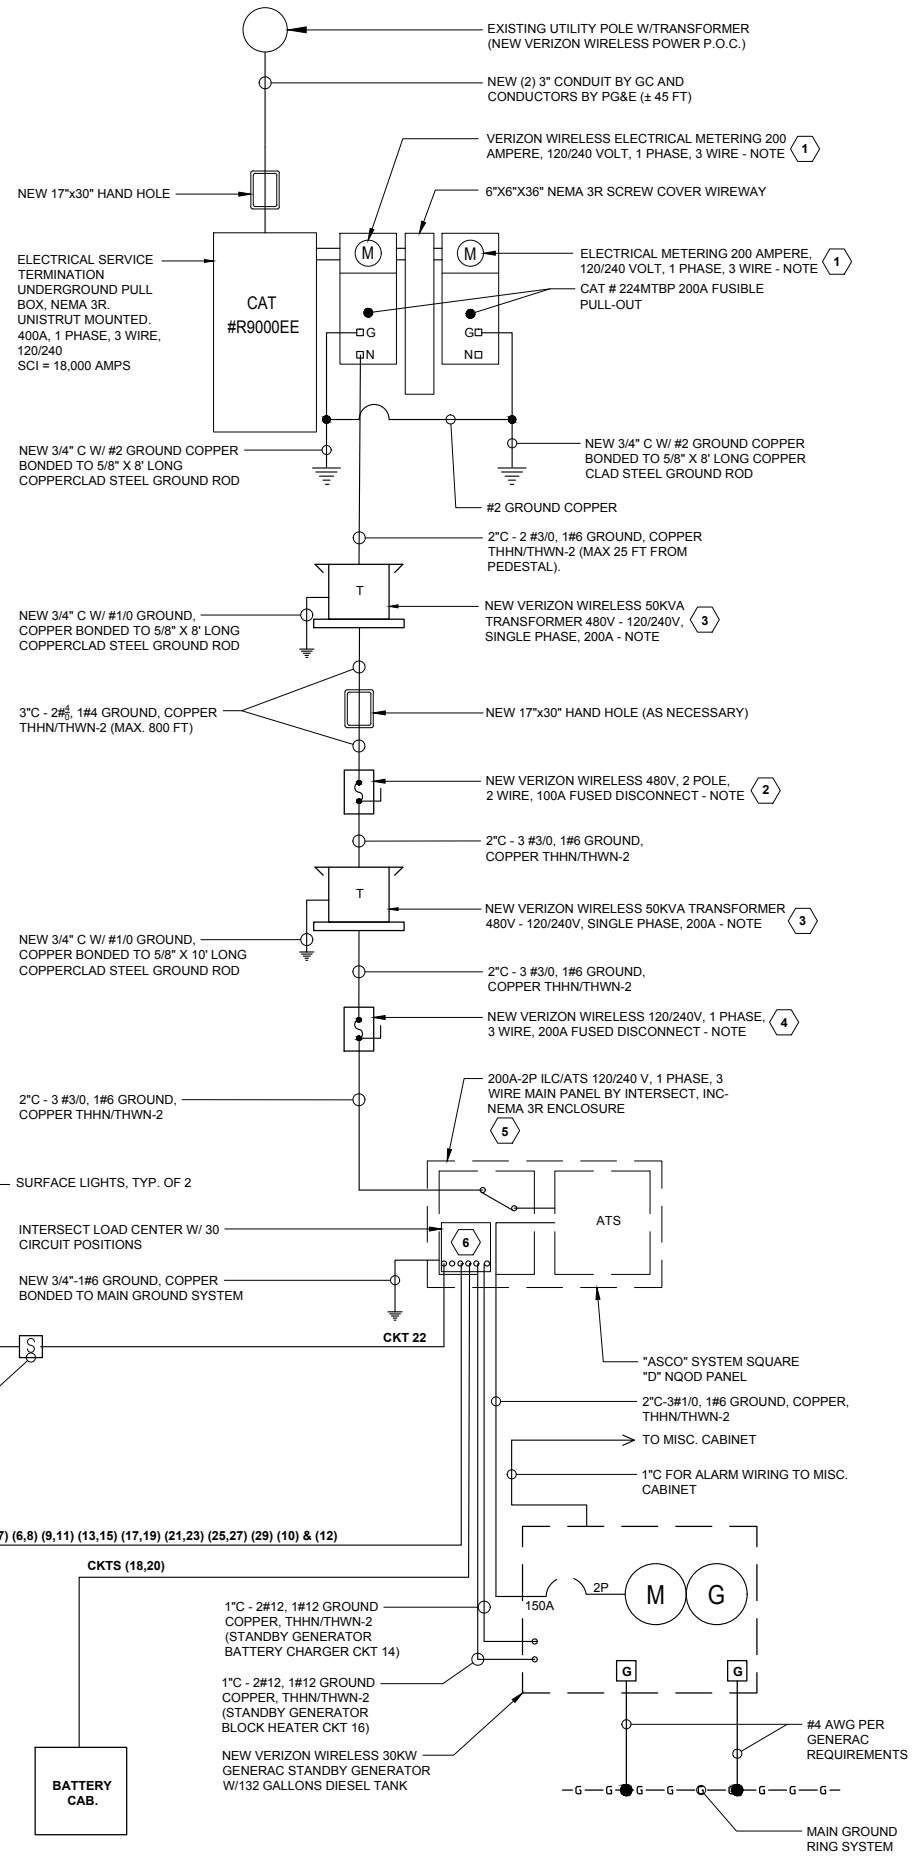 EXISTING UTILITY POLE W/TRANSFORMER
(NEW VERIZON WIRELESS POWER P.O.C.)
NEW (2) 3" CONDUIT BY GC AND
CONDUCTORS BY PG&E (± 45 FT)
VERIZON WIRELESS ELECTRICAL METERING 200
AMPERE, 120/240 VOLT, 1 PHASE, 3 WIRE - NOTE 1
NEW 17"x30" HAND HOLE
6"X6"X36" NEMA 3R SCREW COVER WIREWAY
ELECTRICAL SERVICE
TERMINATION
UNDERGROUND PULL
BOX, NEMA 3R.
UNISTRUT MOUNTED.
400A, 1 PHASE, 3 WIRE,
120/240
SCI = 18,000 AMPS
CAT
#R9000EE
M
M
ELECTRICAL METERING 200 AMPERE,
120/240 VOLT, 1 PHASE, 3 WIRE - NOTE 1
CAT # 224MTBP 200A FUSIBLE
PULL-OUT
G
N
G
N
NEW 3/4" C W/ #2 GROUND COPPER
BONDED TO 5/8" X 8' LONG
COPPERCLAD STEEL GROUND ROD
NEW 3/4" C W/ #2 GROUND COPPER
BONDED TO 5/8" X 8' LONG COPPER
CLAD STEEL GROUND ROD
#2 GROUND COPPER
2"C - 2 #3/0, 1#6 GROUND, COPPER
THHN/THWN-2 (MAX 25 FT FROM
PEDESTAL).
T
NEW 3/4" C W/ #1/0 GROUND,
COPPER BONDED TO 5/8" X 8' LONG
COPPERCLAD STEEL GROUND ROD
NEW VERIZON WIRELESS 50KVA
TRANSFORMER 480V - 120/240V,
SINGLE PHASE, 200A - NOTE 3
3"C - 2#4/0, 1#4 GROUND, COPPER
THHN/THWN-2 (MAX. 800 FT)
NEW 17"x30" HAND HOLE (AS NECESSARY)
NEW VERIZON WIRELESS 480V, 2 POLE,
2 WIRE, 100A FUSED DISCONNECT - NOTE 2
2"C - 3 #3/0, 1#6 GROUND,
COPPER THHN/THWN-2
T
NEW VERIZON WIRELESS 50KVA TRANSFORMER
480V - 120/240V, SINGLE PHASE, 200A - NOTE 3
NEW 3/4" C W/ #1/0 GROUND,
COPPER BONDED TO 5/8" X 10' LONG
COPPERCLAD STEEL GROUND ROD
2"C - 3 #3/0, 1#6 GROUND,
COPPER THHN/THWN-2
NEW VERIZON WIRELESS 120/240V, 1 PHASE,
3 WIRE, 200A FUSED DISCONNECT - NOTE 4
2"C - 3 #3/0, 1#6 GROUND,
COPPER THHN/THWN-2
200A-2P ILC/ATS 120/240 V, 1 PHASE, 3
WIRE MAIN PANEL BY INTERSECT, INC-
NEMA 3R ENCLOSURE
5
SURFACE LIGHTS, TYP. OF 2
ATS
INTERSECT LOAD CENTER W/ 30
CIRCUIT POSITIONS
6
NEW 3/4"-1#6 GROUND, COPPER
BONDED TO MAIN GROUND SYSTEM
CKT 22
S
"ASCO" SYSTEM SQUARE
"D" NQOD PANEL
2"C-3#1/0, 1#6 GROUND, COPPER,
THHN/THWN-2
TO MISC. CABINET
1"C FOR ALARM WIRING TO MISC.
CABINET
7) (6,8) (9,11) (13,15) (17,19) (21,23) (25,27) (29) (10) & (12)
CKTS (18,20)
1"C - 2#12, 1#12 GROUND
COPPER, THHN/THWN-2
(STANDBY GENERATOR
BATTERY CHARGER CKT 14)
150A
2P
M
G
1"C - 2#12, 1#12 GROUND
COPPER, THHN/THWN-2
(STANDBY GENERATOR
BLOCK HEATER CKT 16)
G
G
NEW VERIZON WIRELESS 30KW
GENERAC STANDBY GENERATOR
W/132 GALLONS DIESEL TANK
#4 AWG PER
GENERAC
REQUIREMENTS
BATTERY
CAB.
G G G G G G G G
MAIN GROUND
RING SYSTEM